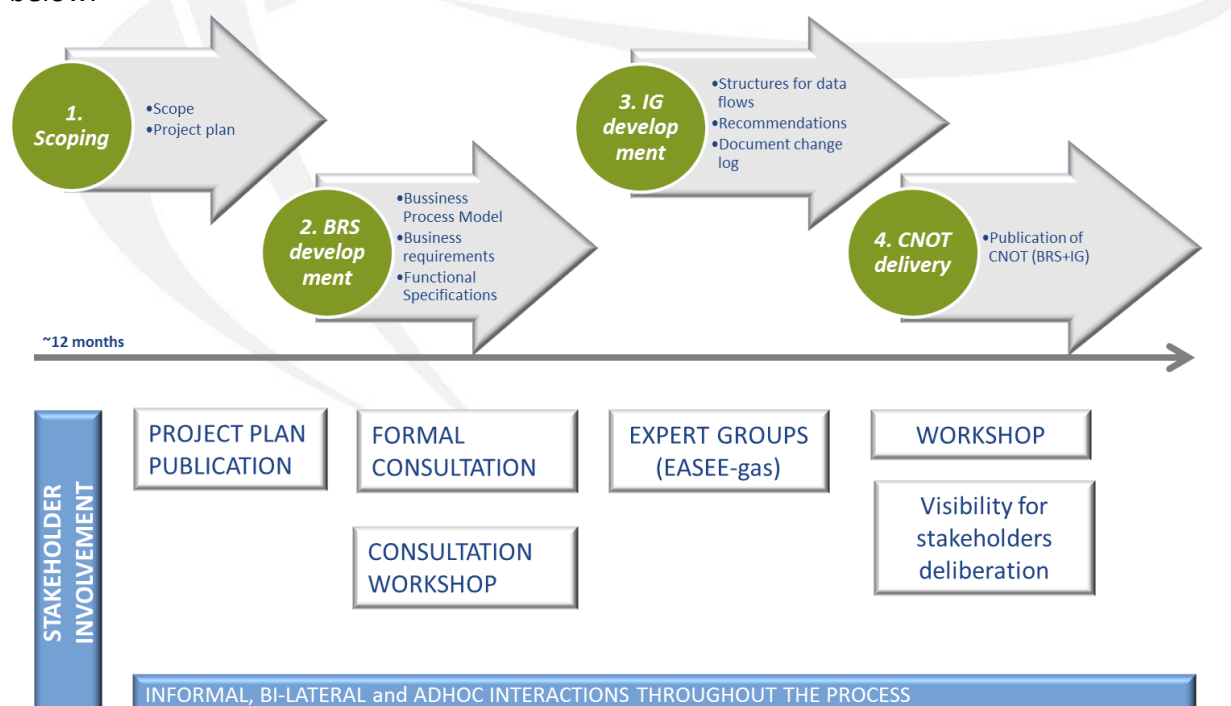 1.
Scoping
•Scope
•Project plan
2. BRS
develop
ment
•Bussiness
Process Model
•Business
requirements
•Functional
Specifications
3. IG
develop
ment
•Structures for data
flows
•Recommendations
•Document change
log
4. CNOT
delivery
•Publication of
CNOT (BRS+IG)
~12 months
STAKEHOLDER
INVOLVEMENT
PROJECT PLAN
PUBLICATION
FORMAL
CONSULTATION
CONSULTATION
WORKSHOP
EXPERT GROUPS
(EASEE-gas)
WORKSHOP
Visibility for
stakeholders
deliberation
INFORMAL, BI-LATERAL and ADHOC INTERACTIONS THROUGHOUT THE PROCESS